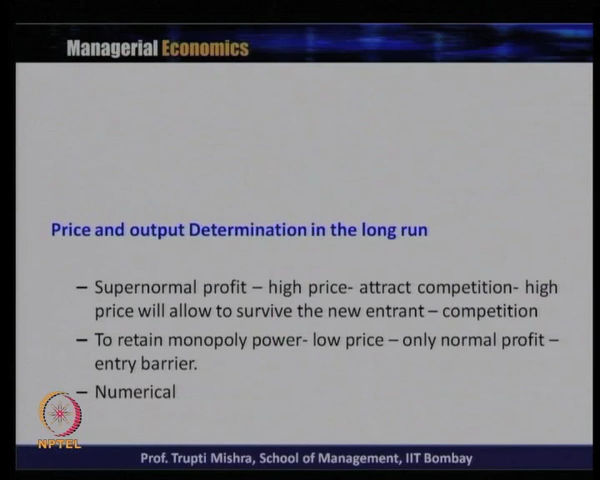 Managerial Economics
Price and output Determination in the long run
– Supernormal profit – high price- attract competition- high
price will allow to survive the new entrant – competition
– To retain monopoly power- low price – only normal profit –
entry barrier.
– Numerical
NPTEL
Prof. Trupti Mishra, School of Management, IIT Bombay